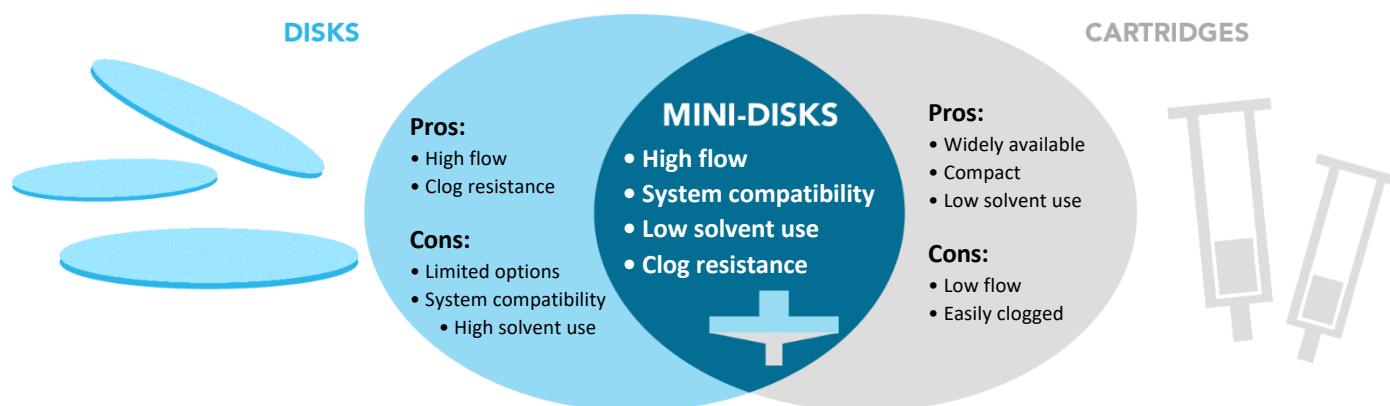 DISKS
Pros:
• High flow
• Clog resistance
Cons:
• Limited options
• System compatibility
• High solvent use
MINI-DISKS
• High flow
• System compatibility
• Low solvent use
• Clog resistance
CARTRIDGES
Pros:
• Widely available
• Compact
• Low solvent use
Cons:
• Low flow
• Easily clogged